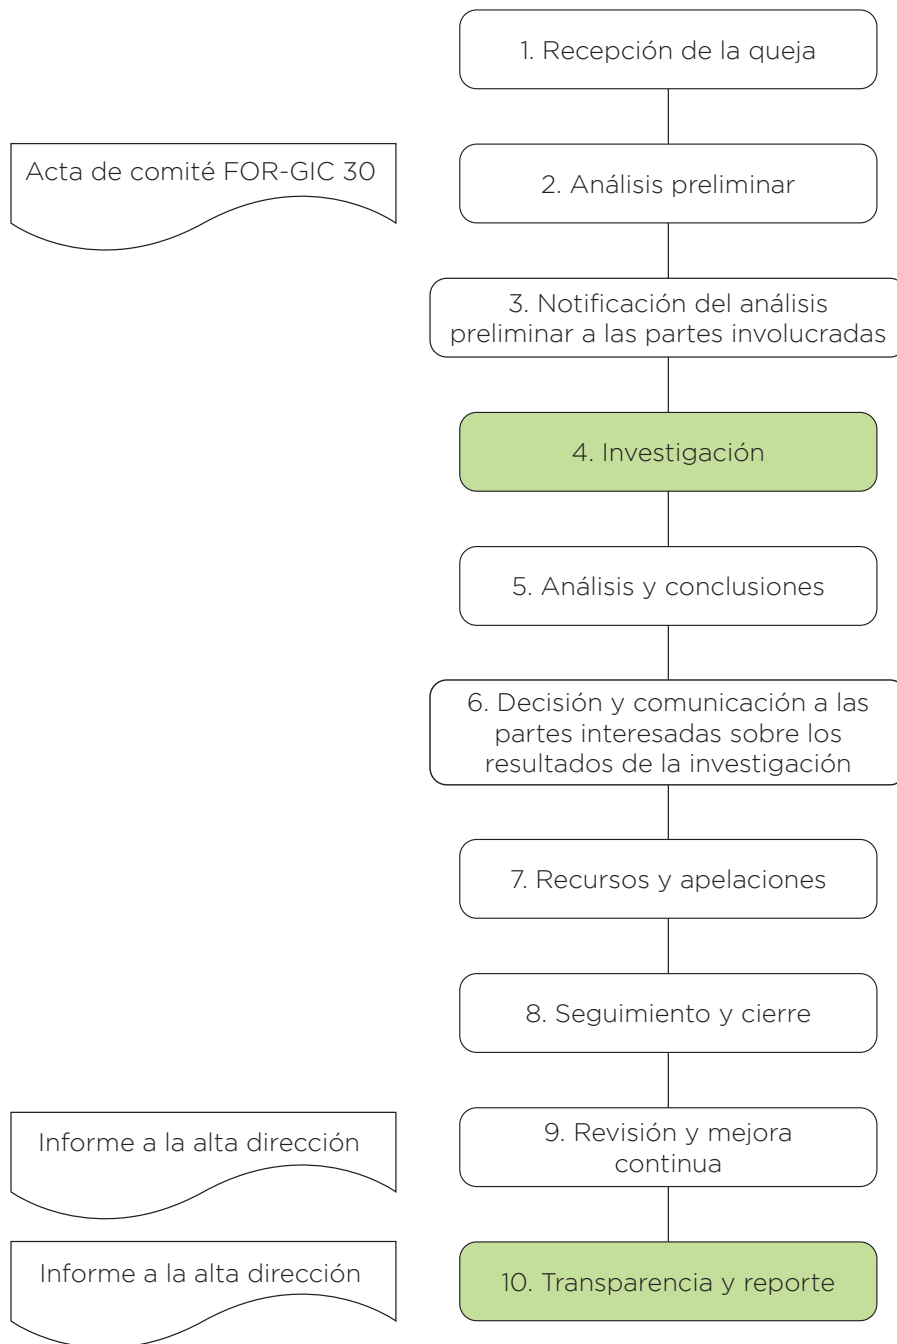 1. Recepción de la queja
Acta de comité FOR-GIC 30
2. Análisis preliminar
3. Notificación del análisis
preliminar a las partes involucradas
4. Investigación
5. Análisis y conclusiones
6. Decisión y comunicación a las
partes interesadas sobre los
resultados de la investigación
7. Recursos y apelaciones
8. Seguimiento y cierre
Informe a la alta dirección
9. Revisión y mejora
continua
Informe a la alta dirección
10. Transparencia y reporte